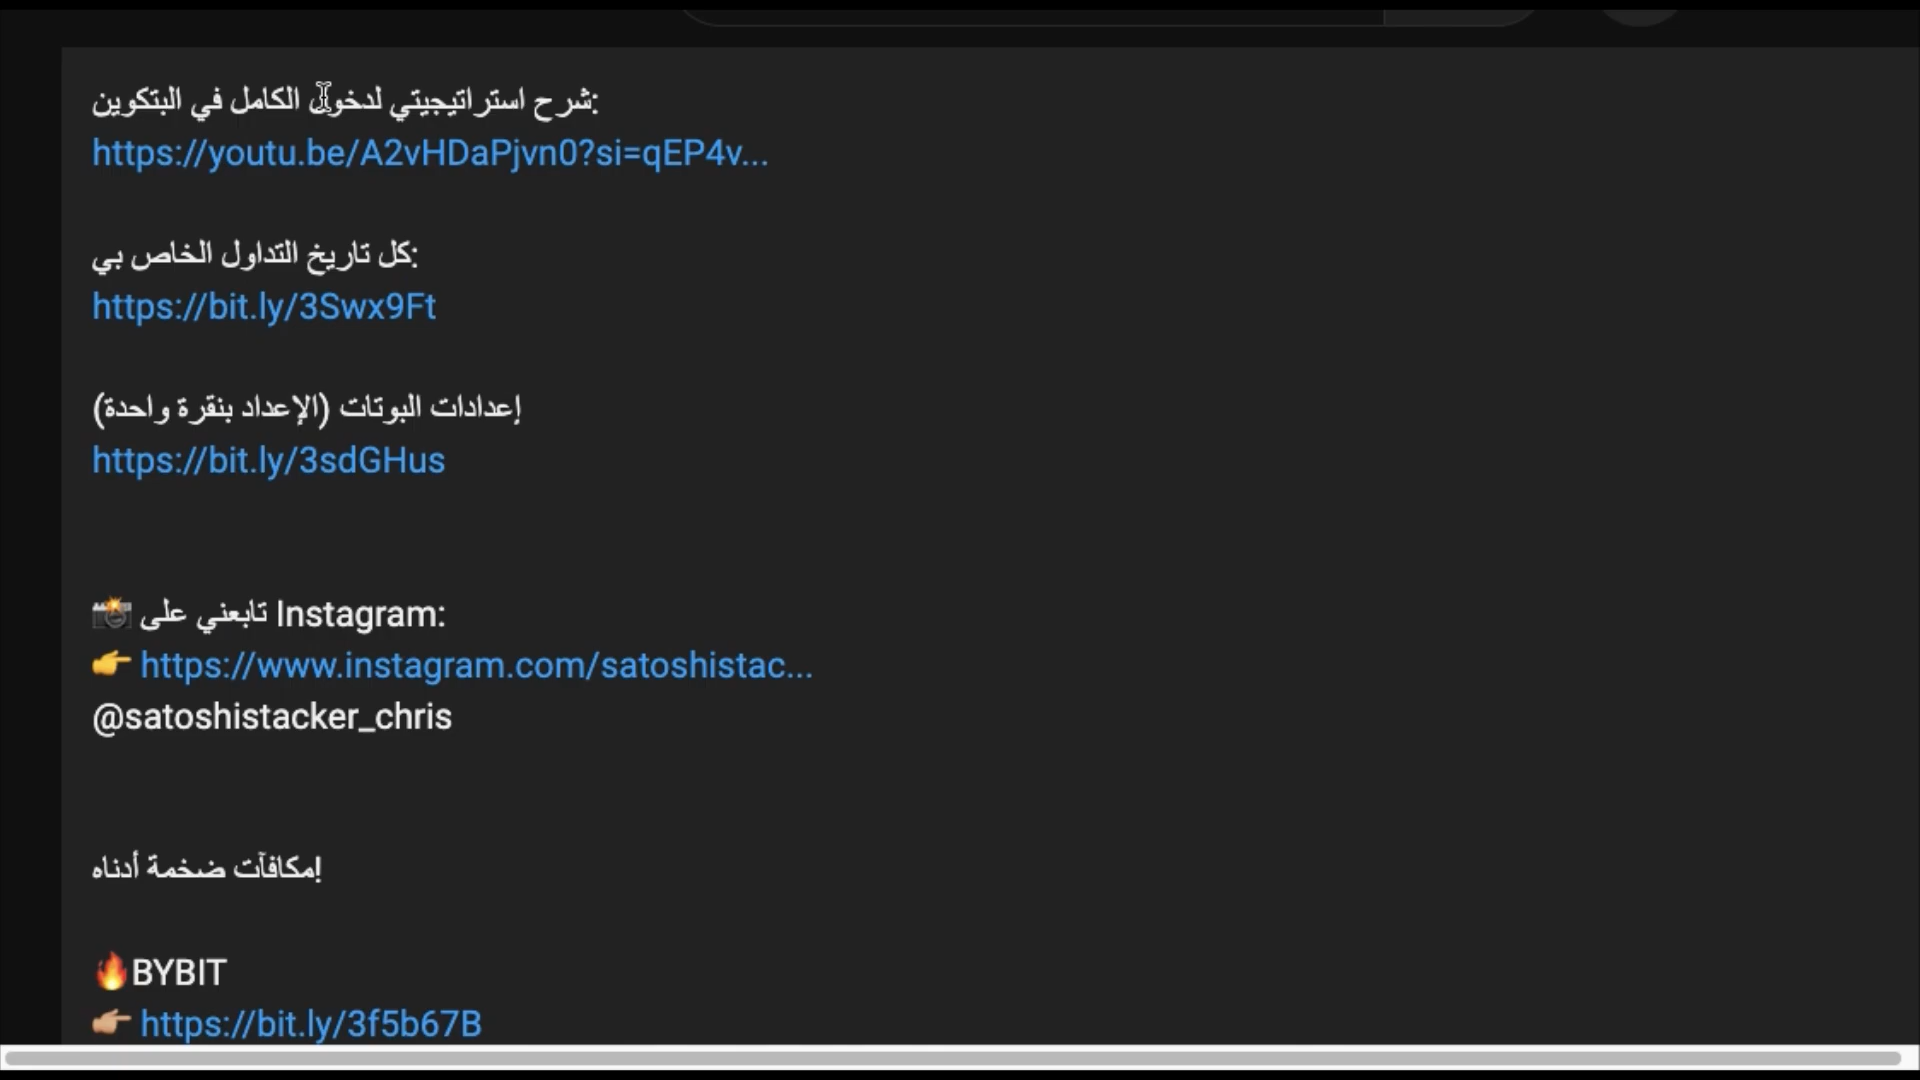 شرح استراتيجيتي لدخول الكامل في البتكوين:
https://youtu.be/A2vHDaPjvn0?si=qEP4v...
كل تاريخ التداول الخاص بي:
https://bit.ly/3Swx9Ft
إعدادات البوتات (الإعداد بنقرة واحدة)
https://bit.ly/3sdGHus
📸 تابعني على Instagram:
👉 https://www.instagram.com/satoshistac...
@satoshistacker_chris
مكافآت ضخمة أدناه!
🔥BYBIT
👉🏼 https://bit.ly/3f5b67B